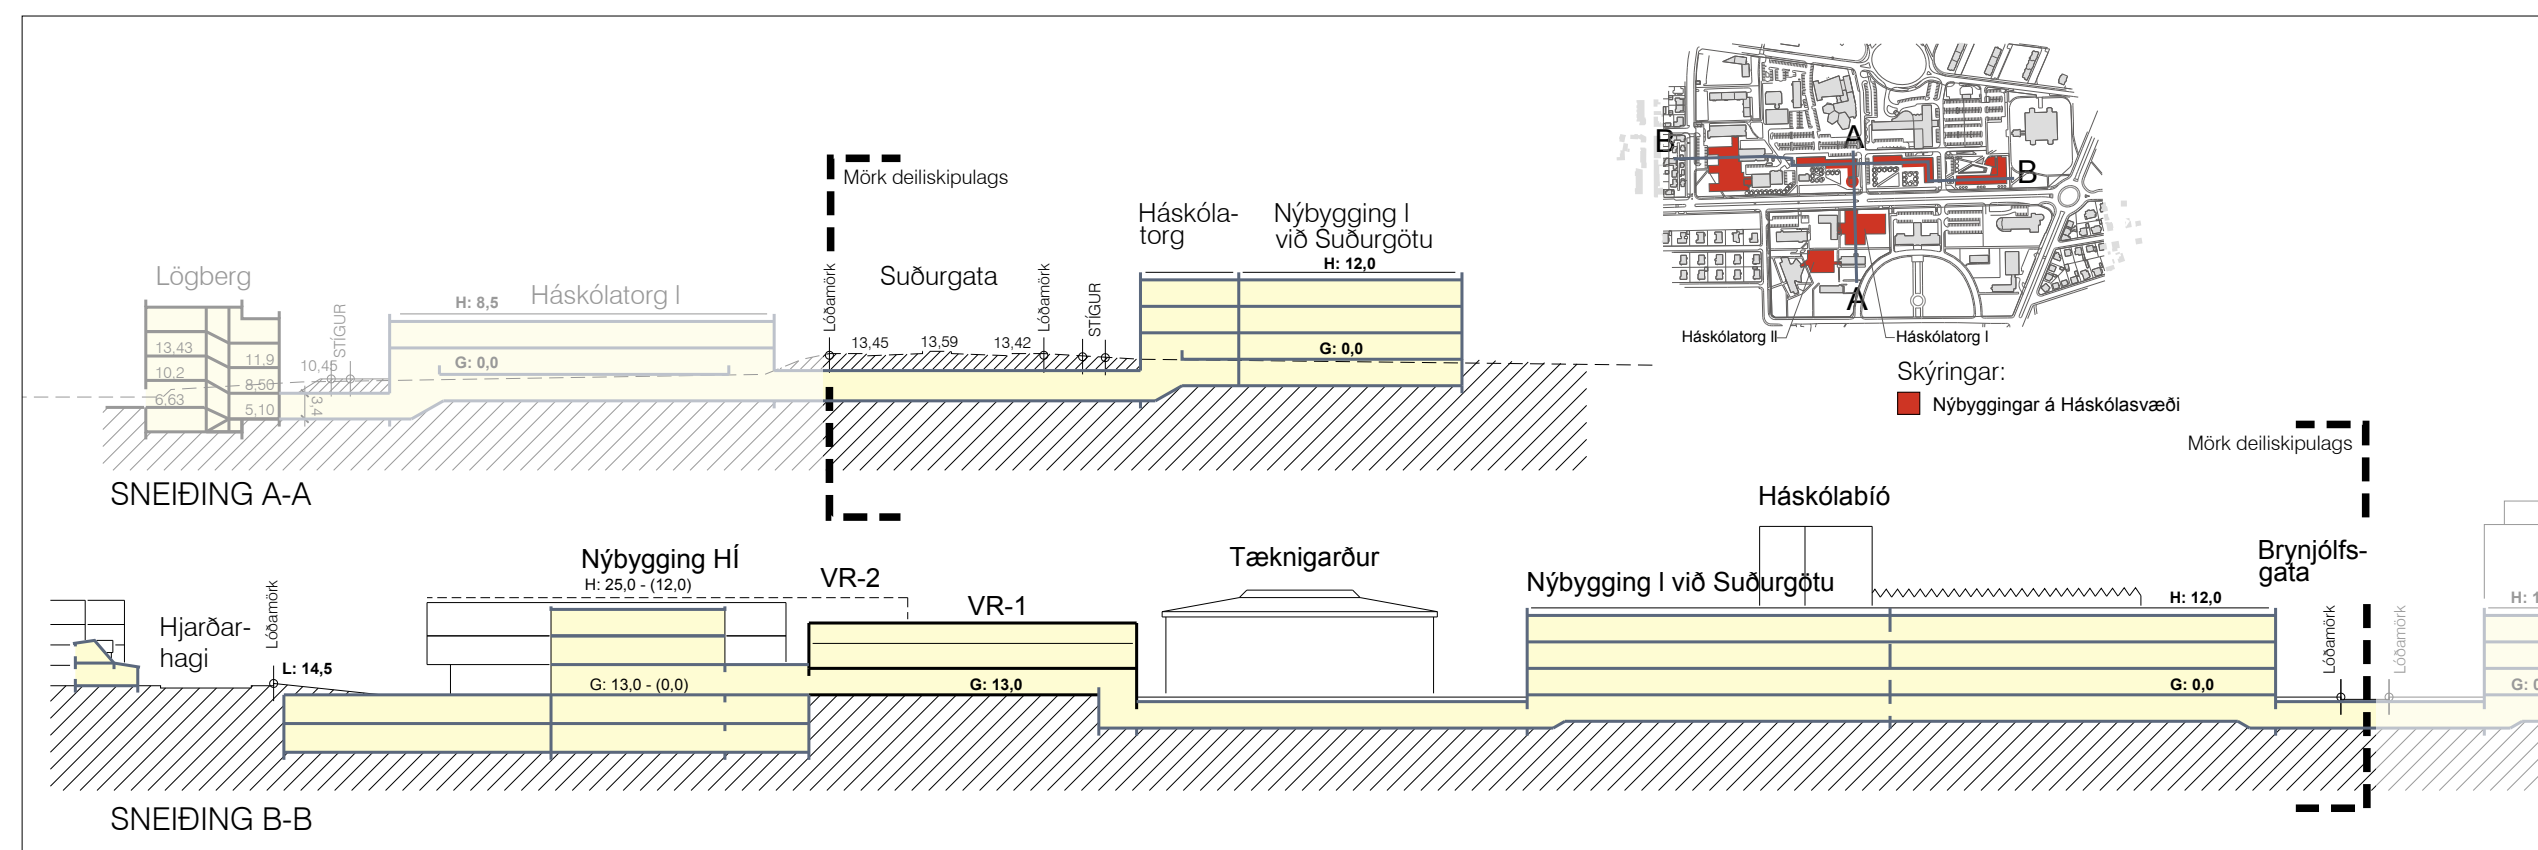 Mörk deiliskipulags
Háskóla-
torg
Nýbygging I
við Suðurgötu
H: 12,0
Lögberg
Háskólatorg I
H: 8,5
G: 0,0
Suðurgata
Lóðamörk
Lóðamörk
STÍGUR
STÍGUR
13,45
13,59
13,42
G: 0,0
13,43
10,2
6,63
11,9
8,50
5,10
10,45
3,4
SNEIÐING A-A
B
A
B
A
Háskólatorg II
Háskólatorg I
Skýringar:
Nýbyggingar á Háskólasvæði
Mörk deiliskipulags
Háskólabíó
Nýbygging HÍ
H: 25,0 - (12,0)
VR-2
VR-1
Tæknigarður
Nýbygging I við Suðurgötu
H: 12,0
Brynjólfs-
gata
Hjarðar-
hagi
Lóðamörk
L: 14,5
G: 13,0 - (0,0)
G: 13,0
G: 0,0
Lóðamörk
Lóðamörk
H: 1
G: 0
SNEIÐING B-B